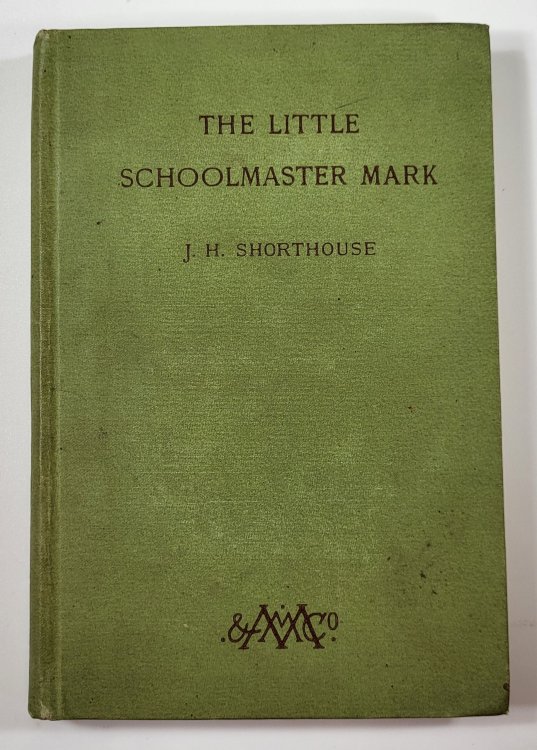 THE LITTLE
SCHOOLMASTER MARK
J. H. SHORTHOUSE